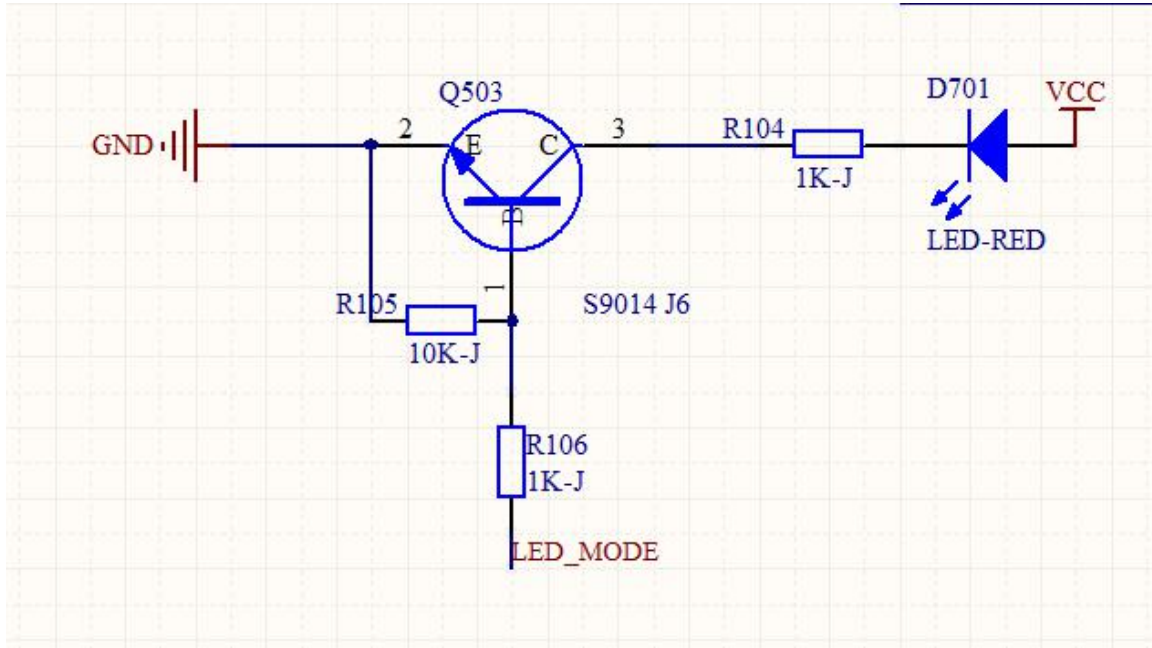 Q503
D701
VCC
GND
2
E
C
3
R104
1K-J
B
LED-RED
1
R105
S9014 J6
10K-J
R106
1K-J
LED_MODE